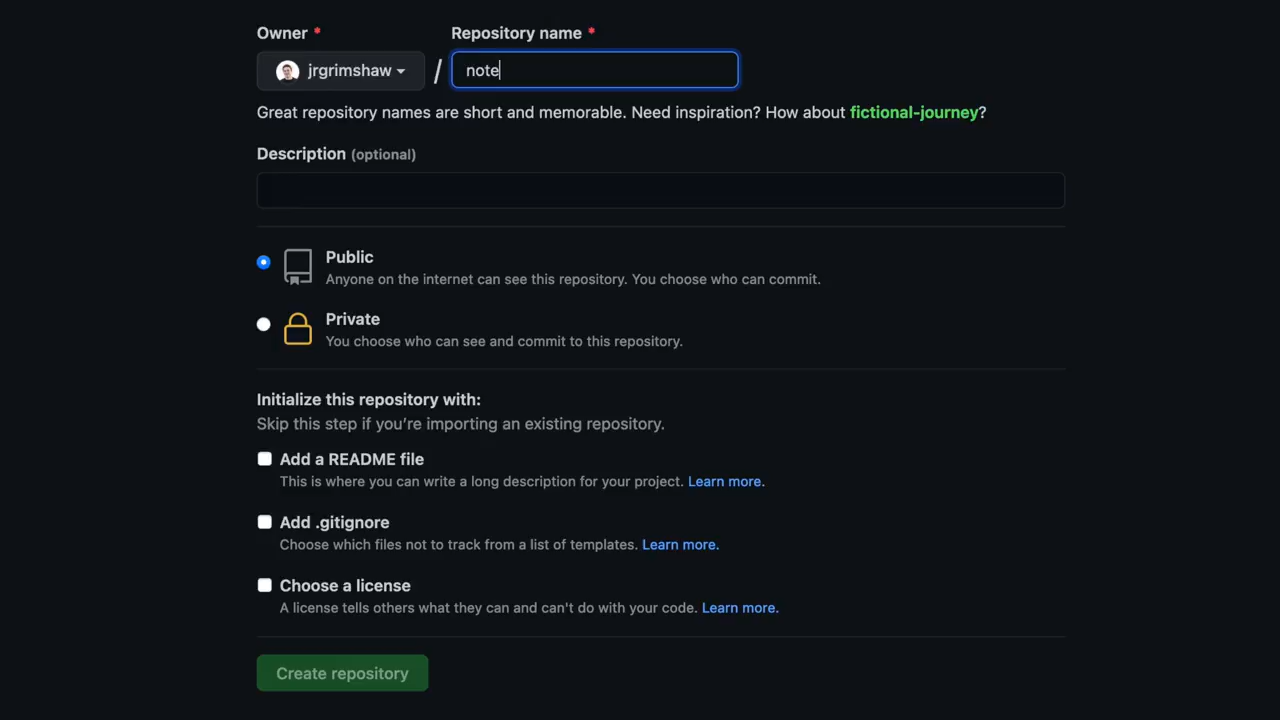 Owner * Repository name *
jrgrimshaw / note
Great repository names are short and memorable. Need inspiration? How about fictional-journey?
Description (optional)
Public
Anyone on the internet can see this repository. You choose who can commit.
Private
You choose who can see and commit to this repository.
Initialize this repository with:
Skip this step if you’re importing an existing repository.
Add a README file
This is where you can write a long description for your project. Learn more.
Add .gitignore
Choose which files not to track from a list of templates. Learn more.
Choose a license
A license tells others what they can and can't do with your code. Learn more.
Create repository